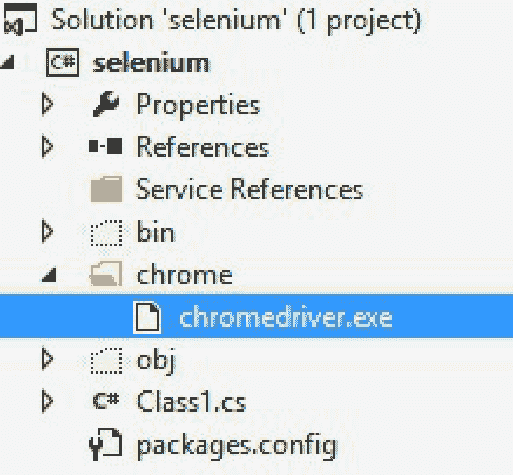 Solution 'selenium' (1 project)
C# selenium
Properties
References
Service References
bin
chrome
chromedriver.exe
obj
C# Class1.cs
packages.config